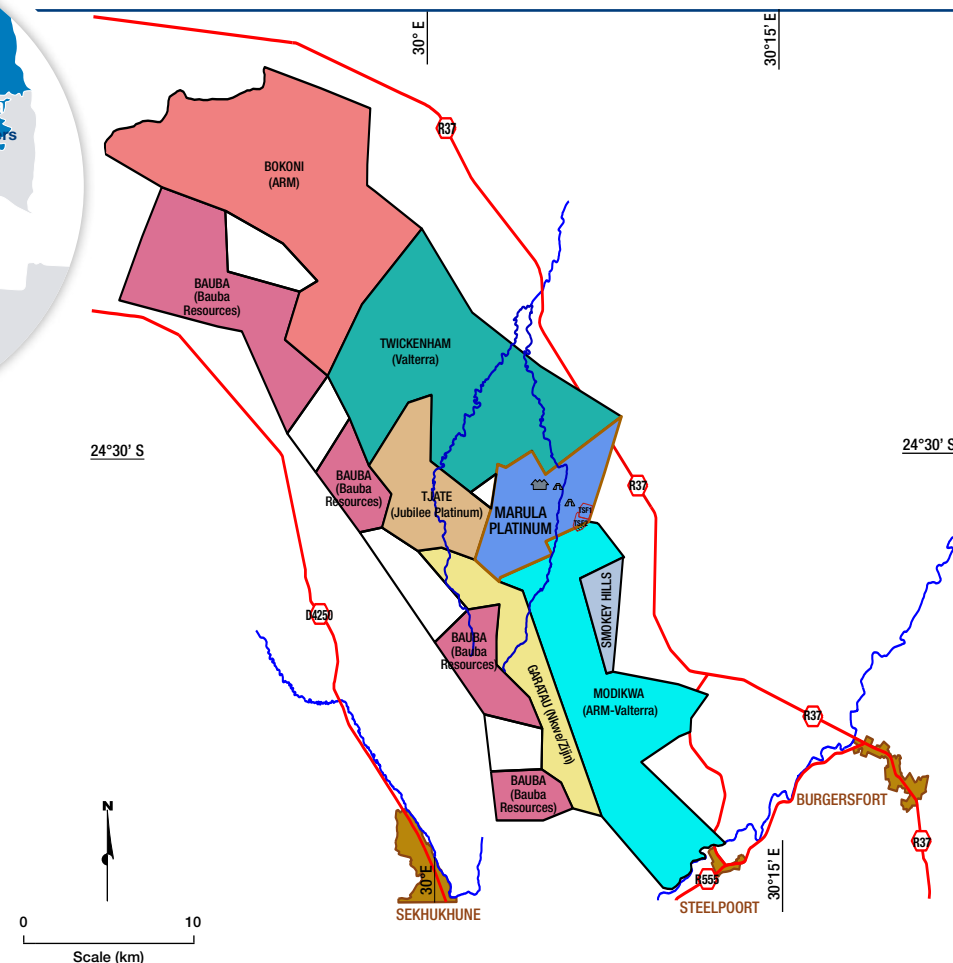 30° E
30°15' E
ers
R37
BOKONI
(ARM)
BAUBA
(Bauba
Resources)
TWICKENHAM
(Valterra)
24°30' S
24°30' S
BAUBA
(Bauba
Resources)
TJATE
(Jubilee Platinum)
MARULA
PLATINUM
TSF1
TSF2
R37
SMOKEY HILLS
D4250
BAUBA
(Bauba
Resources)
GARATAU (Nkwe/Zijin)
MODIKWA
(ARM-Valterra)
R37
BAUBA
(Bauba
Resources)
BURGERSFORT
R37
N
30°E
R555
30°15' E
SEKHUKHUNE
STEELPOORT
0 10
Scale (km)